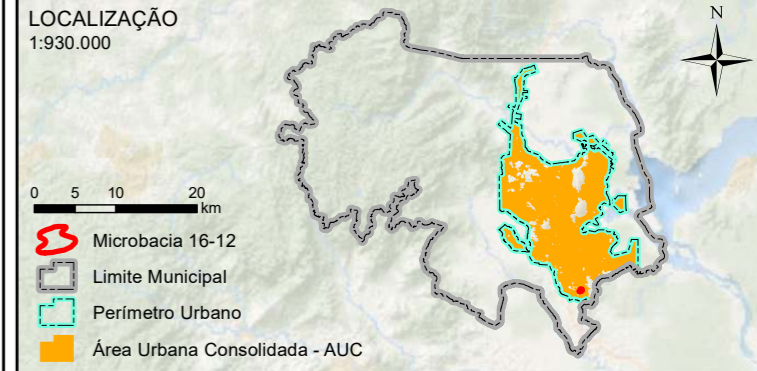 LOCALIZAÇÃO
1:930.000
N
0 5 10 20
km
Microbacia 16-12
Limite Municipal
Perímetro Urbano
Área Urbana Consolidada - AUC